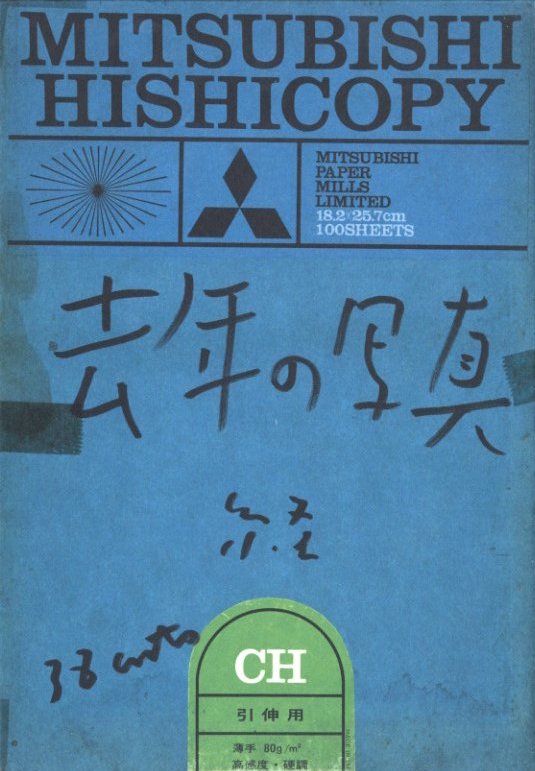 MITSUBISHI
HISHICOPY
MITSUBISHI
PAPER
MILLS
LIMITED
18.2×25.7cm
100SHEETS
去年の写真
経
CH
引伸用
薄手 80g/m²
高感度・硬調